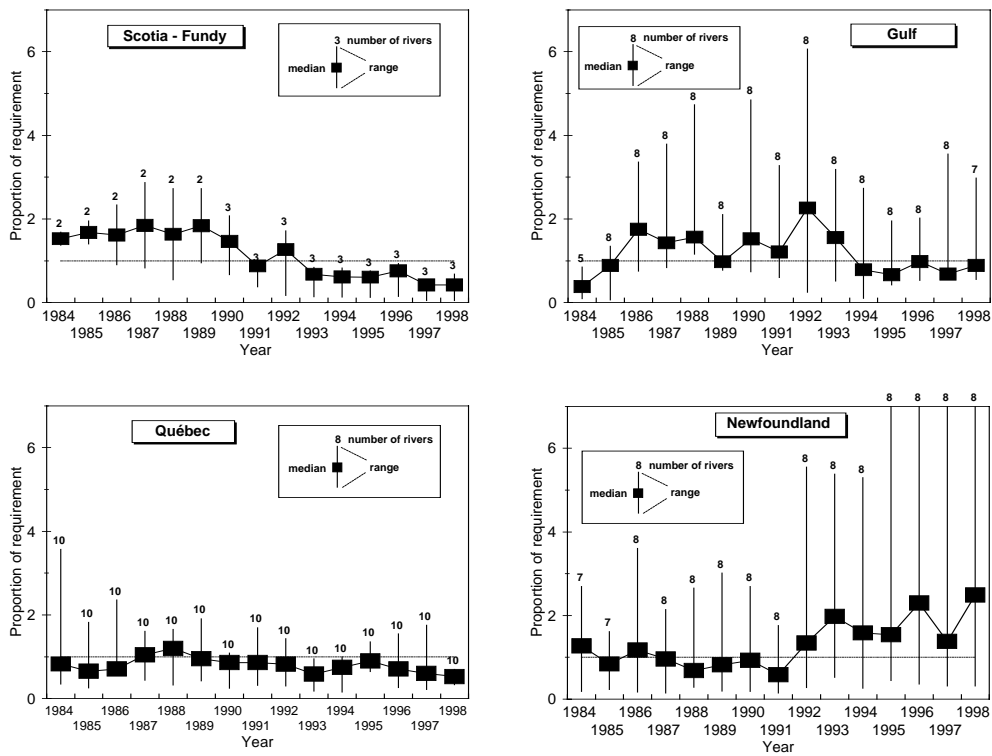 Scotia - Fundy
3 number of rivers
median
range
Proportion of requirement
6
4
2
0
2 2 2 2 2 2 3 3 3 3 3 3 3 3 3
1984 1986 1988 1990 1992 1994 1996 1998
1985 1987 1989 1991 1993 1995 1997
Year
Gulf
8 number of rivers
median
range
Proportion of requirement
6
4
2
0
5 8 8 8 8 8 8 8 8 8 8 8 8 8 7
1984 1986 1988 1990 1992 1994 1996 1998
1985 1987 1989 1991 1993 1995 1997
Year
Québec
8 number of rivers
median
range
Proportion of requirement
6
4
2
0
10 10 10 10 10 10 10 10 10 10 10 10 10 10 10
1984 1986 1988 1990 1992 1994 1996 1998
1985 1987 1989 1991 1993 1995 1997
Year
Newfoundland
8 number of rivers
median
range
Proportion of requirement
6
4
2
0
7 7 8 8 8 8 8 8 8 8 8 8 8 8 8
1984 1986 1988 1990 1992 1994 1996 1998
1985 1987 1989 1991 1993 1995 1997
Year